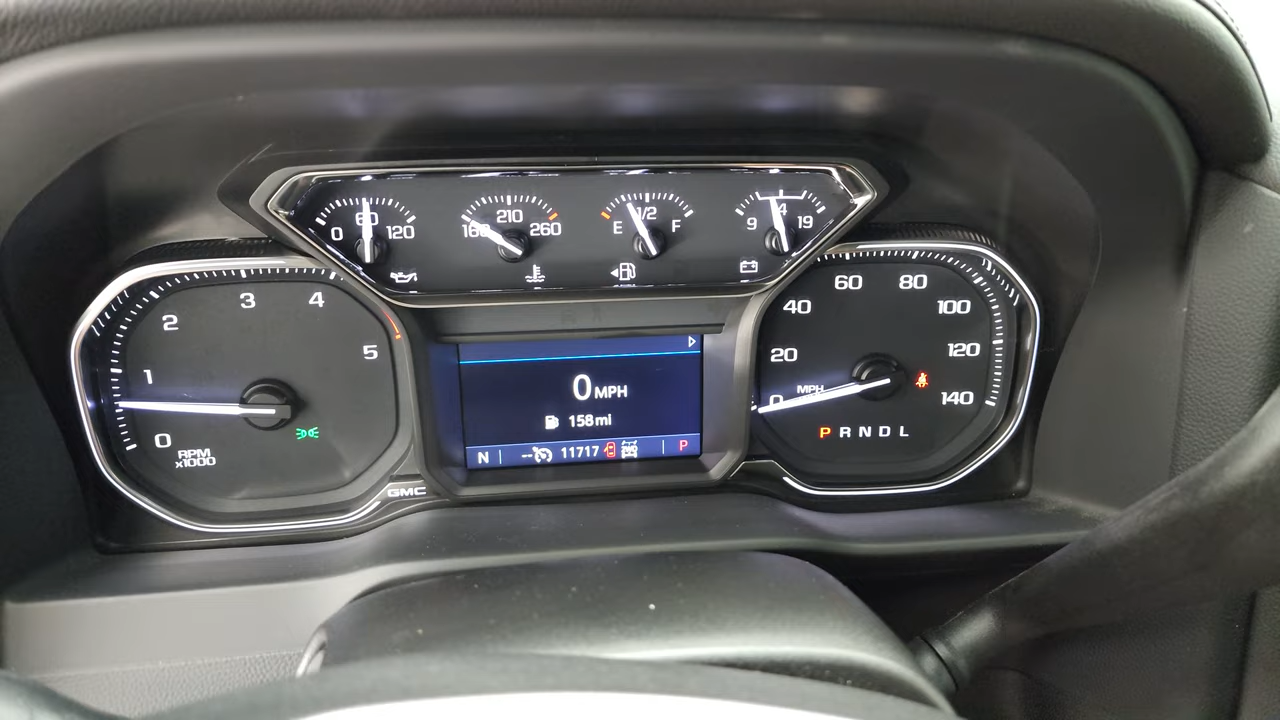 0 60 120
160 210 260
E 1/2 F
9 14 19
0 1 2 3 4 5
RPM
x1000
GMC
0 MPH
158 mi
N -- 11717 P
0 20 40 60 80 100 120 140
MPH
P R N D L